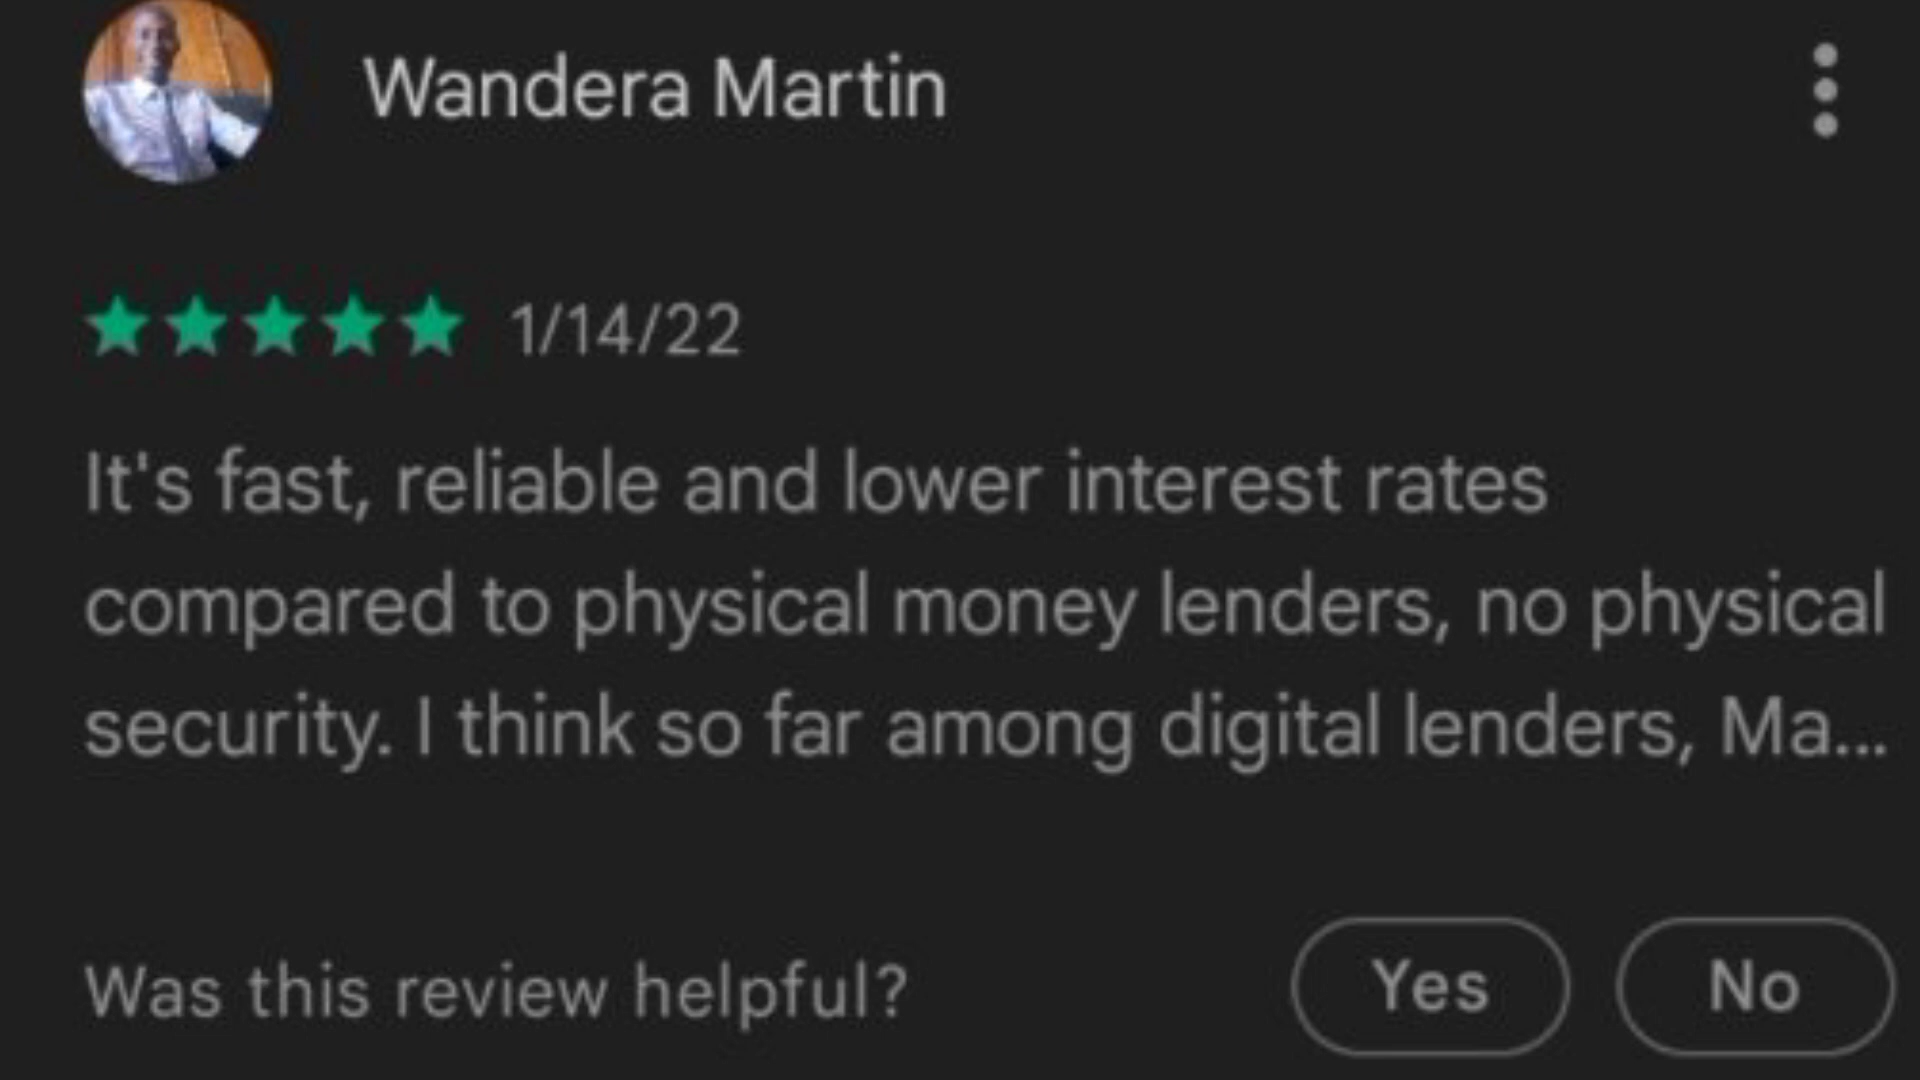 Wandera Martin
1/14/22
It's fast, reliable and lower interest rates
compared to physical money lenders, no physical
security. I think so far among digital lenders, Ma...
Was this review helpful?
Yes
No